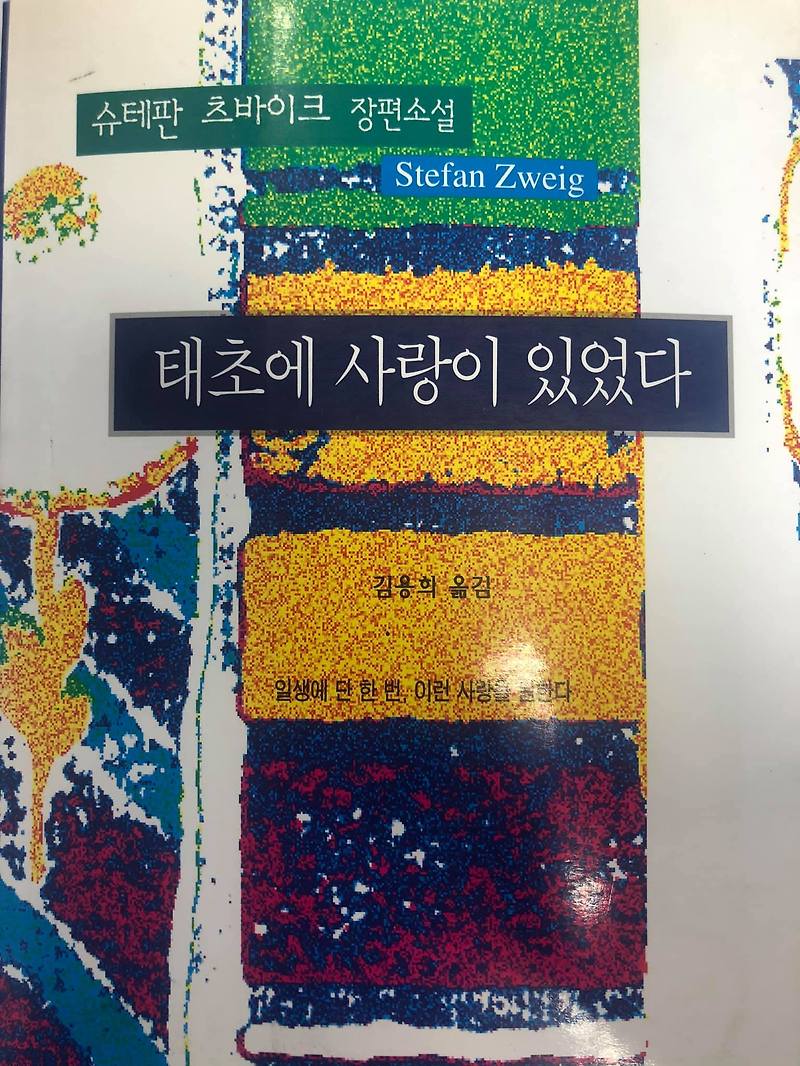 슈테판 츠바이크 장편소설
Stefan Zweig
태초에 사랑이 있었다
김용희 옮김
일생에 단 한 번, 이런 사랑을